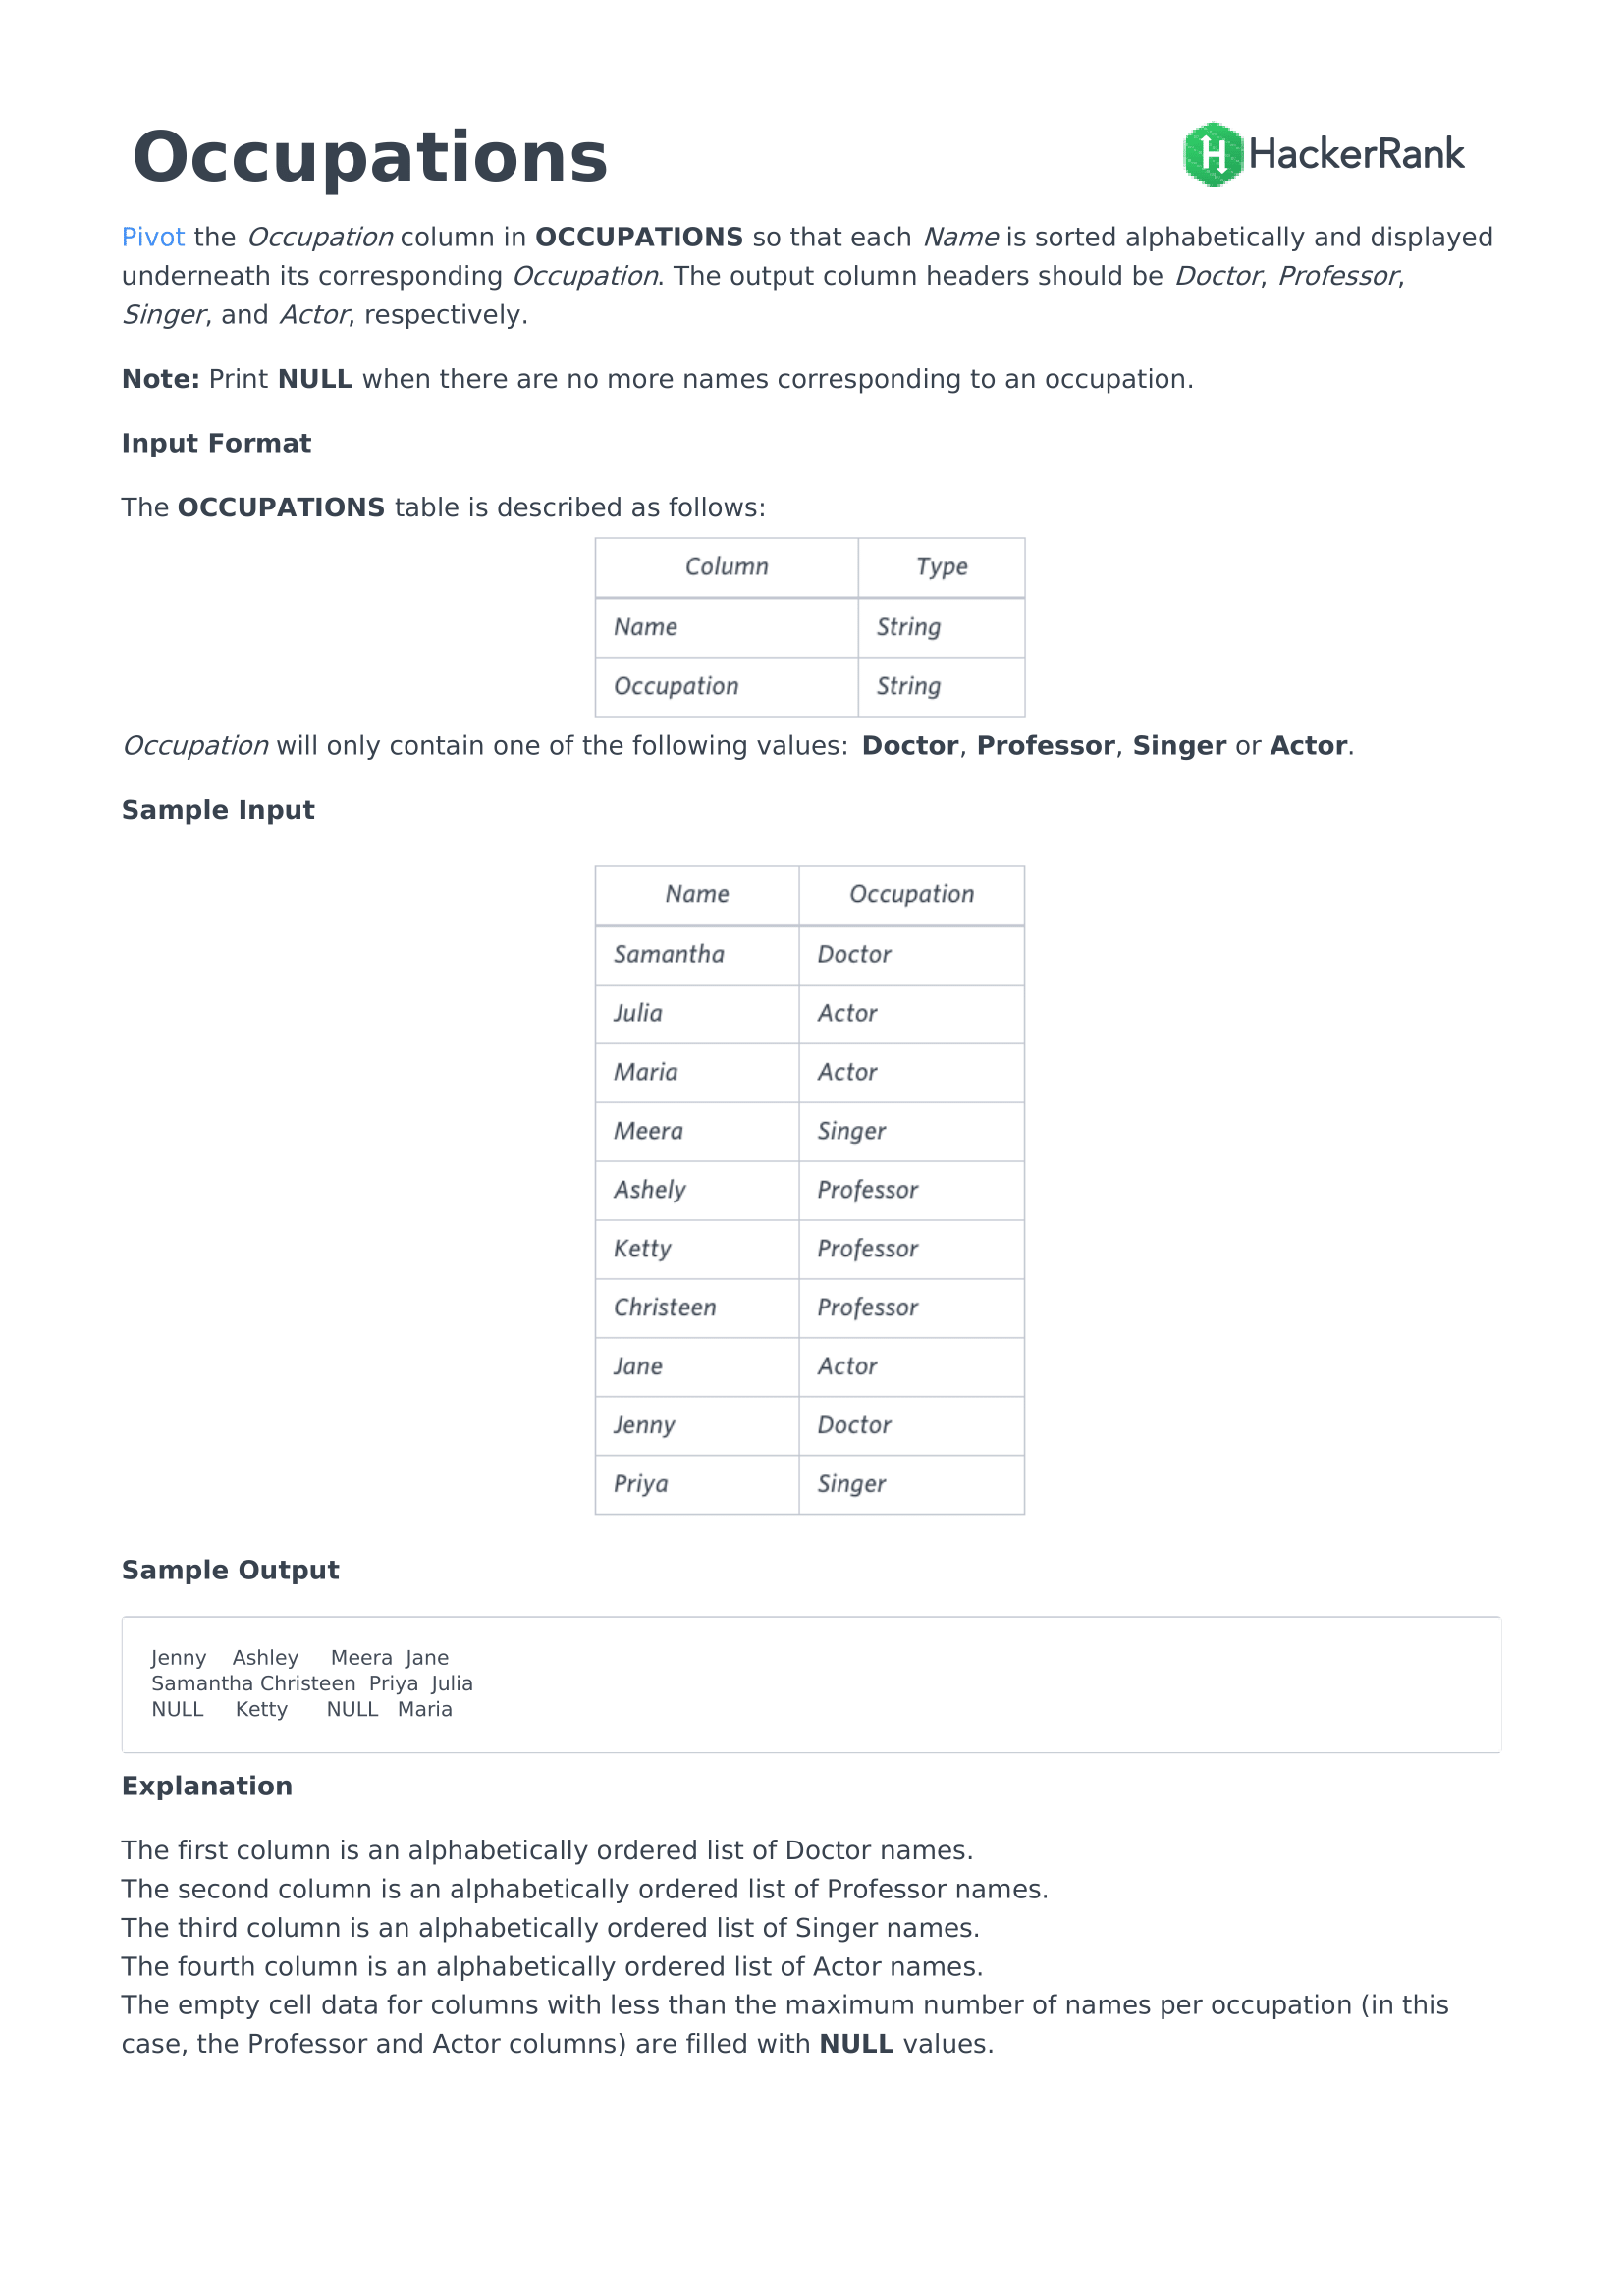 Occupations
HackerRank
Pivot the Occupation column in OCCUPATIONS so that each Name is sorted alphabetically and displayed
underneath its corresponding Occupation. The output column headers should be Doctor, Professor,
Singer, and Actor, respectively.
Note: Print NULL when there are no more names corresponding to an occupation.
Input Format
The OCCUPATIONS table is described as follows:
Column Type
Name String
Occupation String
Occupation will only contain one of the following values: Doctor, Professor, Singer or Actor.
Sample Input
Name Occupation
Samantha Doctor
Julia Actor
Maria Actor
Meera Singer
Ashely Professor
Ketty Professor
Christeen Professor
Jane Actor
Jenny Doctor
Priya Singer
Sample Output
Jenny Ashley Meera Jane
Samantha Christeen Priya Julia
NULL Ketty NULL Maria
Explanation
The first column is an alphabetically ordered list of Doctor names.
The second column is an alphabetically ordered list of Professor names.
The third column is an alphabetically ordered list of Singer names.
The fourth column is an alphabetically ordered list of Actor names.
The empty cell data for columns with less than the maximum number of names per occupation (in this
case, the Professor and Actor columns) are filled with NULL values.